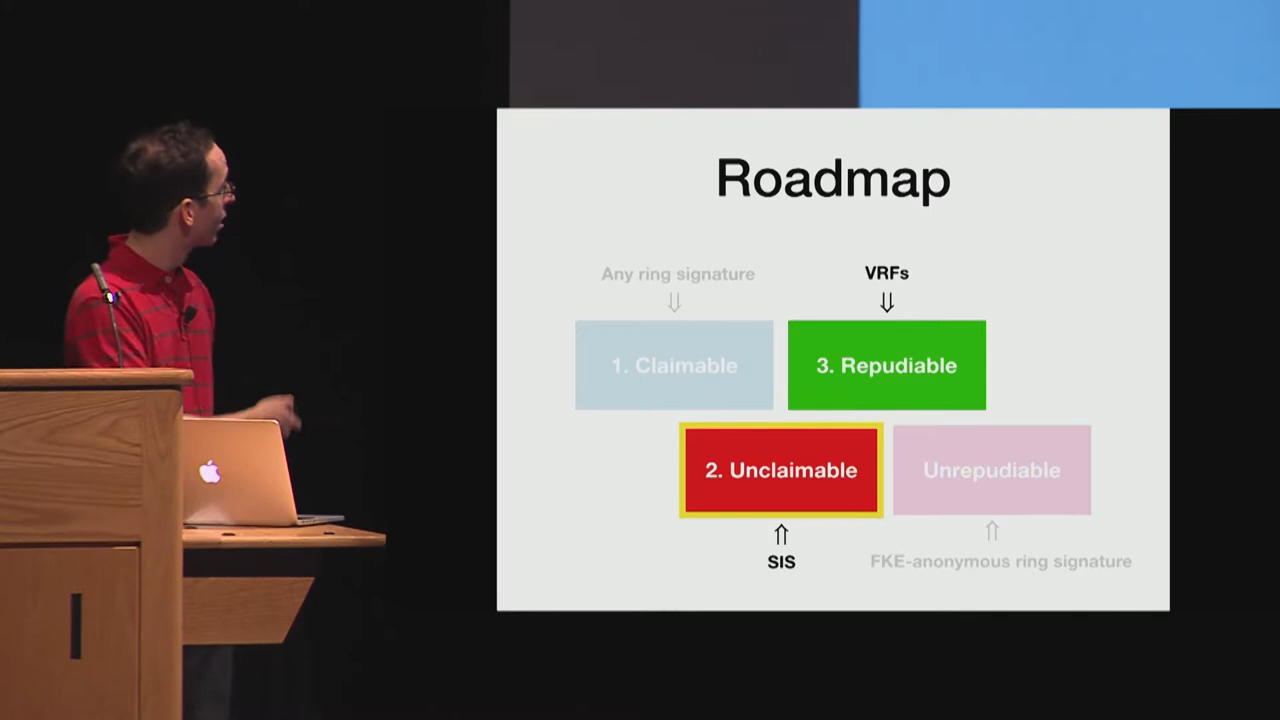 Roadmap
Any ring signature
VRFs
⇓
⇓
1. Claimable
3. Repudiable
2. Unclaimable
Unrepudiable
⇑
⇑
SIS
FKE-anonymous ring signature